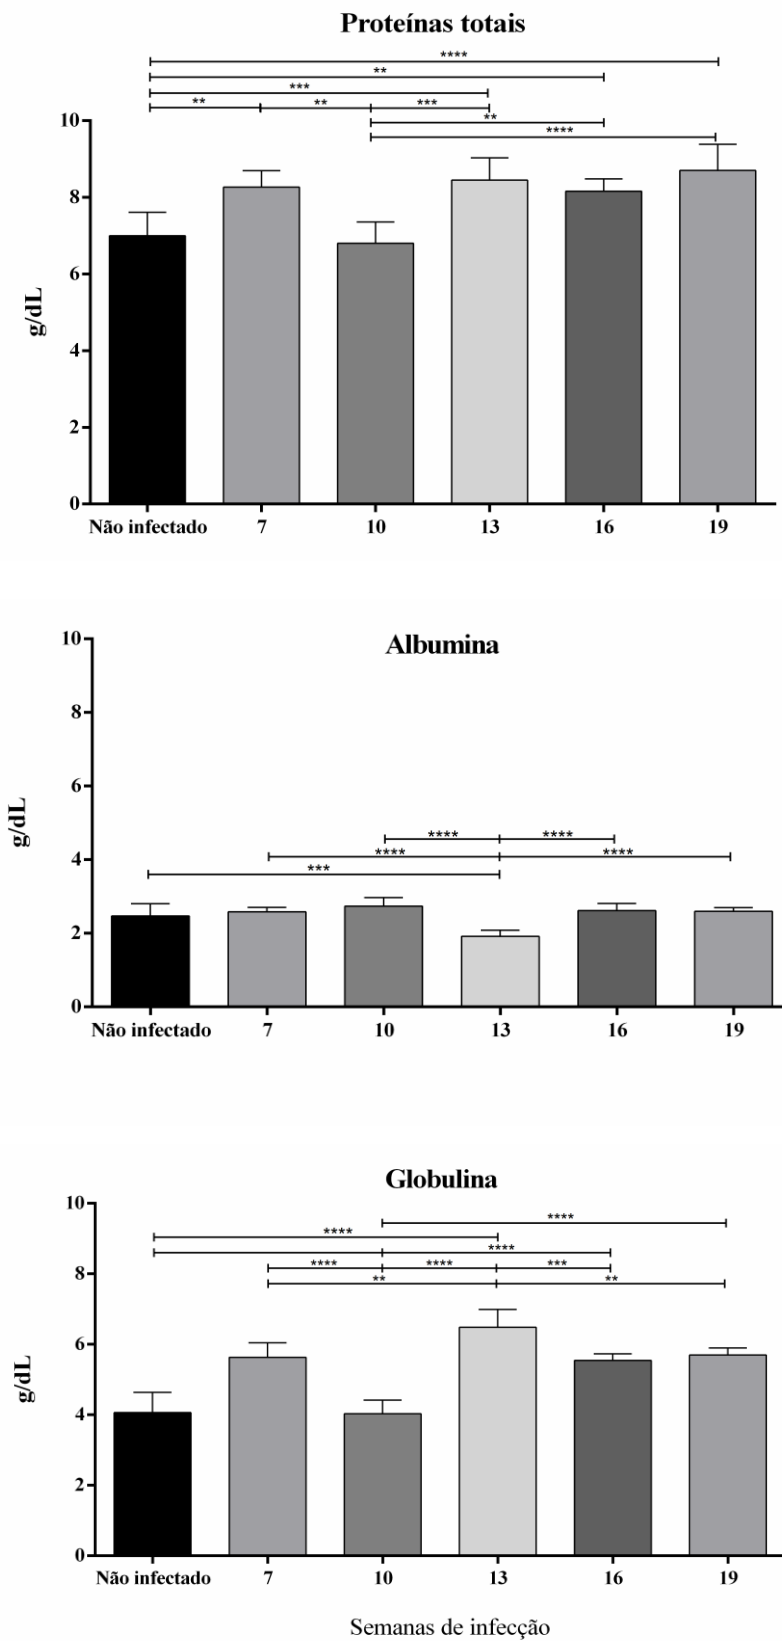 Proteínas totais
****
**
***
** ** ***
**
****
10
8
6
4
2
0
g/dL
Não infectado 7 10 13 16 19
Albumina
10
8
6
4
2
0
g/dL
**** ****
**** ****
***
Não infectado 7 10 13 16 19
Globulina
10
8
6
4
2
0
g/dL
****
****
****
**** **** ***
** **
Não infectado 7 10 13 16 19
Semanas de infecção